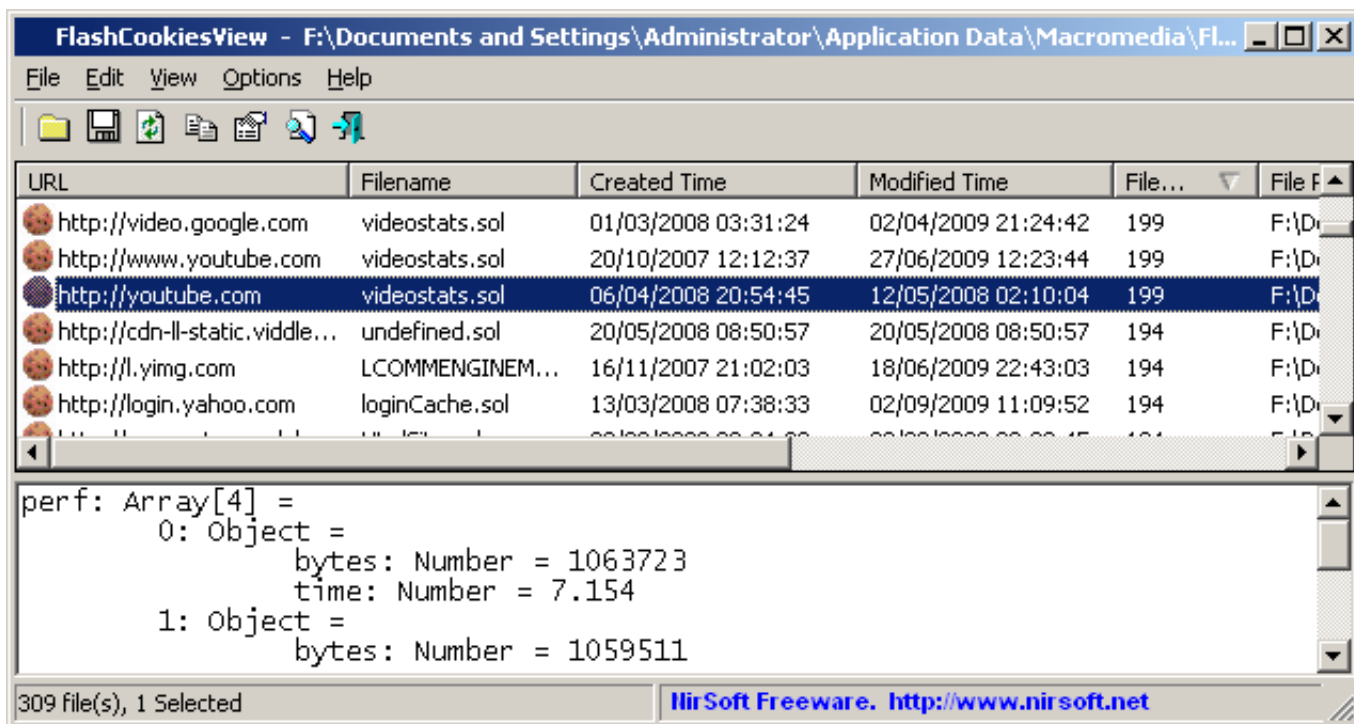 FlashCookiesView - F:\Documents and Settings\Administrator\Application Data\Macromedia\Fl...
File Edit View Options Help
URL Filename Created Time Modified Time File... File
http://video.google.com videostats.sol 01/03/2008 03:31:24 02/04/2009 21:24:42 199 F:\D
http://www.youtube.com videostats.sol 20/10/2007 12:12:37 27/06/2009 12:23:44 199 F:\D
http://youtube.com videostats.sol 06/04/2008 20:54:45 12/05/2008 02:10:04 199 F:\D
http://cdn-ll-static.viddle... undefined.sol 20/05/2008 08:50:57 20/05/2008 08:50:57 194 F:\D
http://l.yimg.com LCOMMENGINEM... 16/11/2007 21:02:03 18/06/2009 22:43:03 194 F:\D
http://login.yahoo.com loginCache.sol 13/03/2008 07:38:33 02/09/2009 11:09:52 194 F:\D
perf: Array[4] =
0: Object =
bytes: Number = 1063723
time: Number = 7.154
1: Object =
bytes: Number = 1059511
309 file(s), 1 Selected NirSoft Freeware. http://www.nirsoft.net